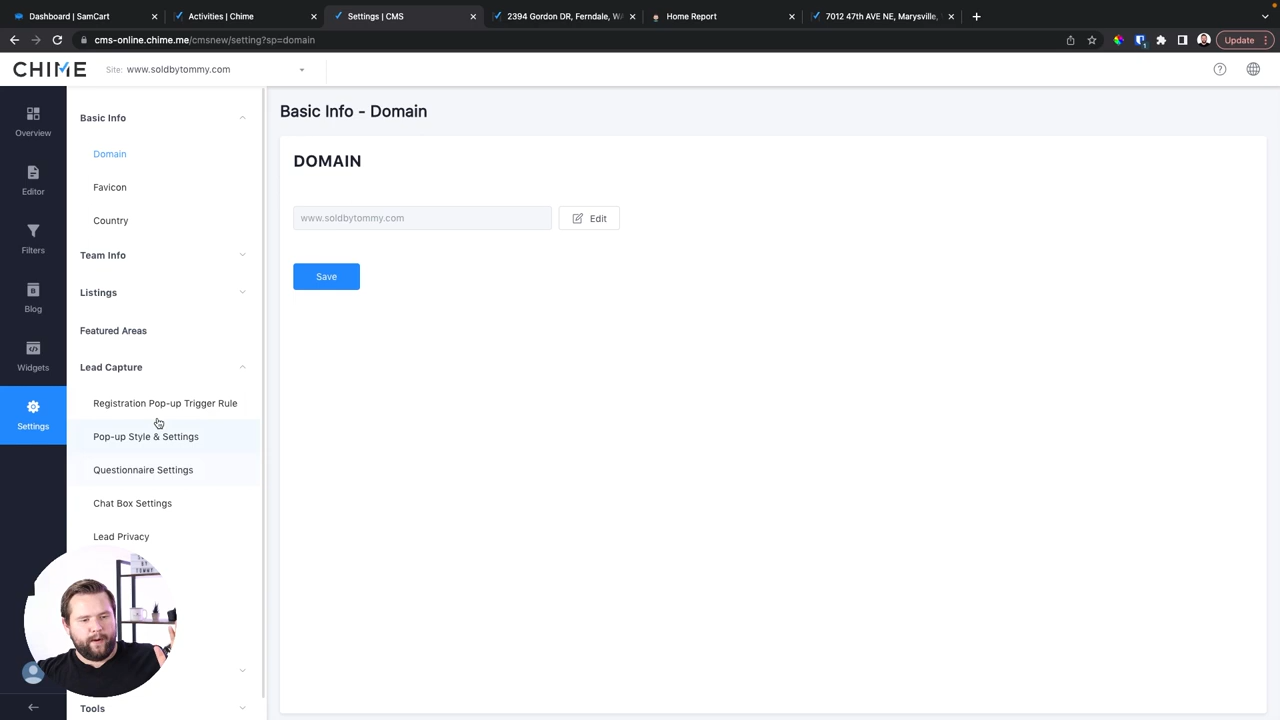 Dashboard | SamCart
Activities | Chime
Settings | CMS
2394 Gordon DR, Ferndale, WA
Home Report
7012 47th AVE NE, Marysville,
cms-online.chime.me/cmsnew/setting?sp=domain
Update
CHIME
Site: www.soldbytommy.com
Overview
Editor
Filters
Blog
Widgets
Settings
Basic Info
Domain
Favicon
Country
Team Info
Listings
Featured Areas
Lead Capture
Registration Pop-up Trigger Rule
Pop-up Style & Settings
Questionnaire Settings
Chat Box Settings
Lead Privacy
Tools
Basic Info - Domain
DOMAIN
www.soldbytommy.com
Edit
Save
BY
TOMMY